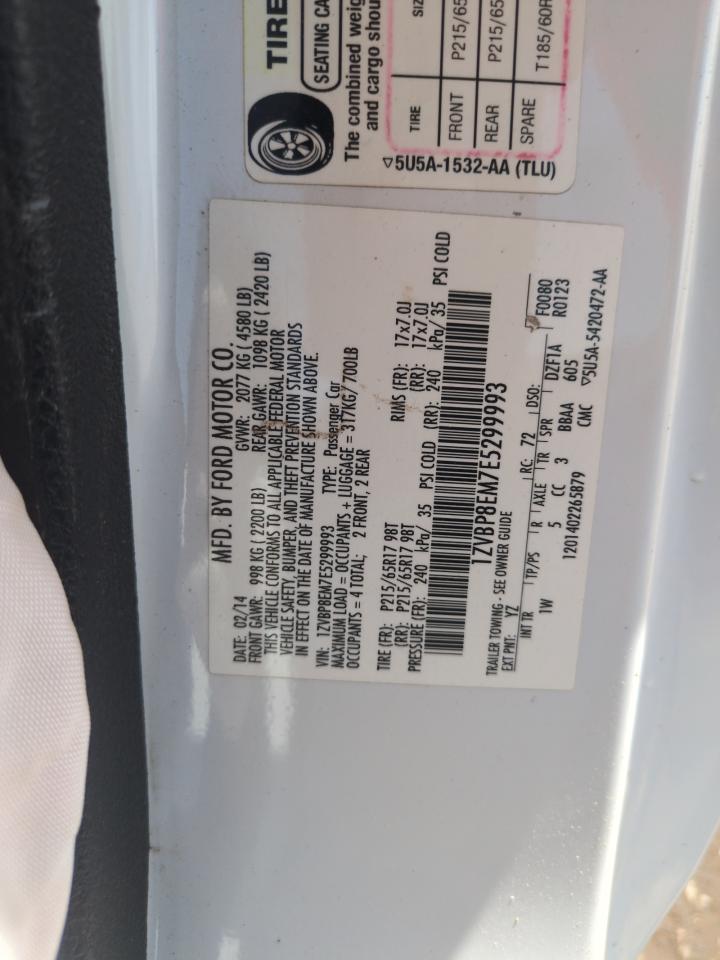 TIRE
SEATING CA
The combined weig
and cargo shou
TIRE SIZ
FRONT P215/65
REAR P215/65
SPARE T185/60R
5U5A-1532-AA (TLU)
MFD. BY FORD MOTOR CO.
DATE: 02/14 GVWR: 2077 KG ( 4580 LB)
FRONT GAWR: 998 KG ( 2200 LB) REAR GAWR: 1098 KG ( 2420 LB)
THIS VEHICLE CONFORMS TO ALL APPLICABLE FEDERAL MOTOR
VEHICLE SAFETY, BUMPER, AND THEFT PREVENTION STANDARDS
IN EFFECT ON THE DATE OF MANUFACTURE SHOWN ABOVE.
VIN: 1ZVBP8EM7E5299993 TYPE: Passenger Car
MAXIMUM LOAD = OCCUPANTS + LUGGAGE = 317KG/ 700LB
OCCUPANTS = 4 TOTAL; 2 FRONT, 2 REAR
TIRE (FR): P215/65R17 98T RIMS (FR): 17x7.0J
(RR): P215/65R17 98T (RR): 17x7.0J
PRESSURE (FR): 240 kPa/ 35 PSI COLD (RR): 240 kPa/ 35 PSI COLD
1ZVBP8EM7E5299993
TRAILER TOWING - SEE OWNER GUIDE
EXT PNT: YZ RC: 72 DSO: F0080
INT TR TP/PS R AXLE TR SPR DZF1A R0123
1W 5 CC 3 BBAA 605
1201402265879 CMC 5U5A-5420472-AA